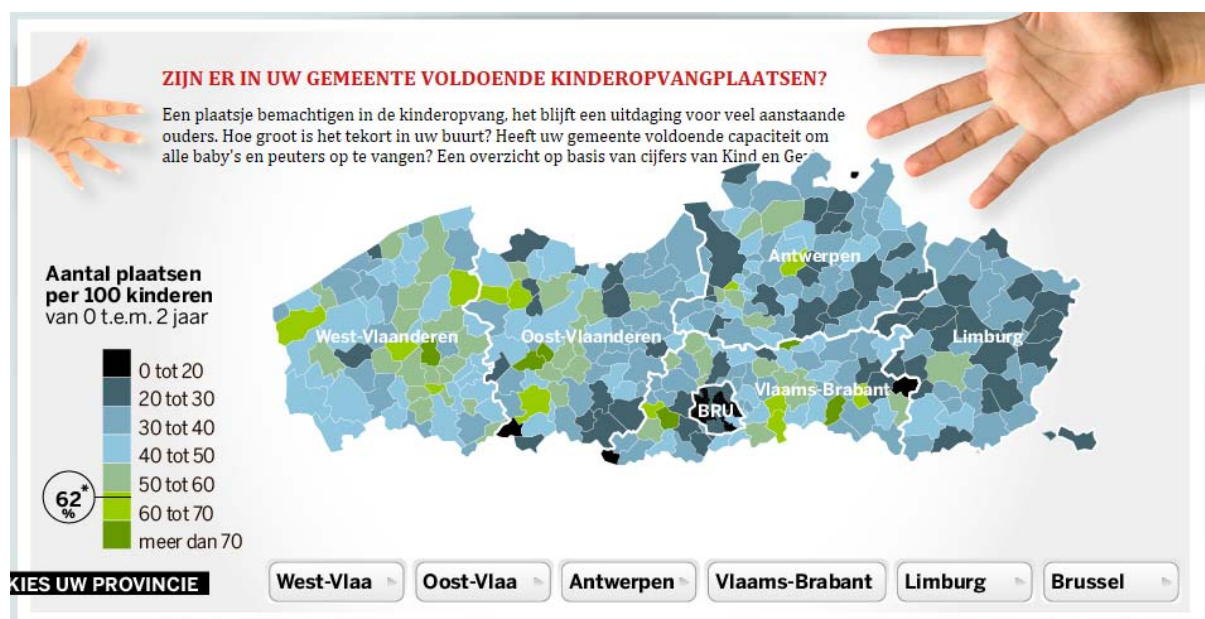 ZIJN ER IN UW GEMEENTE VOLDOENDE KINDEROPVANGPLAATSEN?
Een plaatsje bemachtigen in de kinderopvang, het blijft een uitdaging voor veel aanstaande
ouders. Hoe groot is het tekort in uw buurt? Heeft uw gemeente voldoende capaciteit om
alle baby's en peuters op te vangen? Een overzicht op basis van cijfers van Kind en
Aantal plaatsen
per 100 kinderen
van 0 t.e.m. 2 jaar
0 tot 20
20 tot 30
30 tot 40
40 tot 50
50 tot 60
60 tot 70
meer dan 70
62*
%
Antwerpen
West-Vlaanderen
Oost-Vlaanderen
Limburg
Vlaams-Brabant
BRU
KIES UW PROVINCIE
West-Vlaa
Oost-Vlaa
Antwerpen
Vlaams-Brabant
Limburg
Brussel